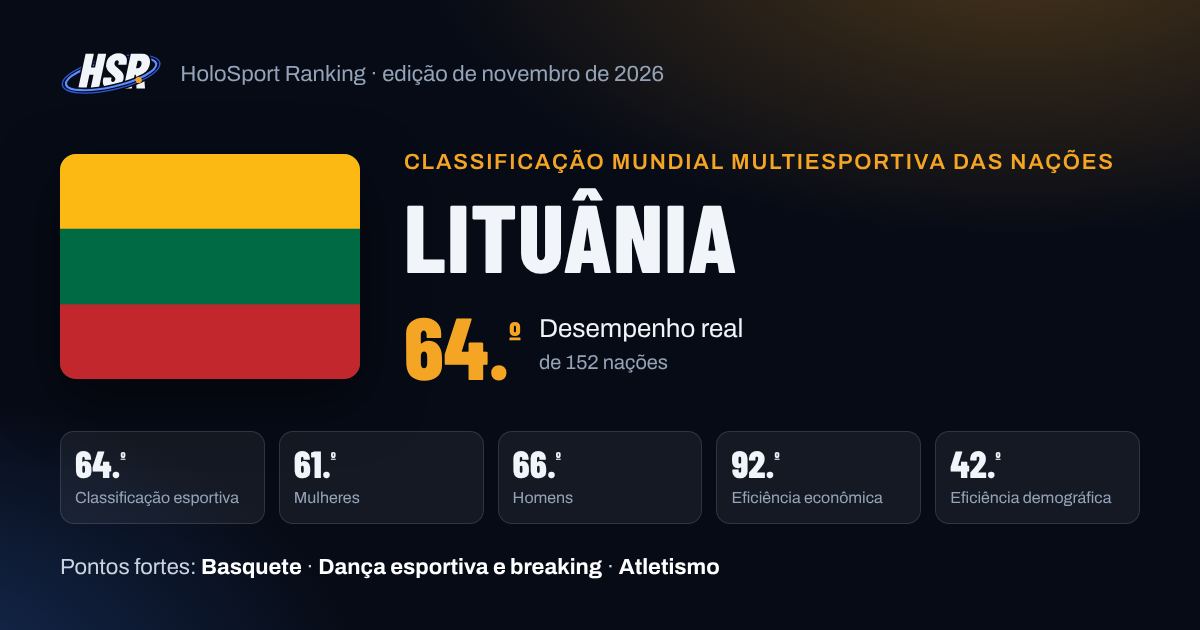 HSR
HoloSport Ranking · edição de novembro de 2026
CLASSIFICAÇÃO MUNDIAL MULTIESPORTIVA DAS NAÇÕES
LITUÂNIA
64.º
Desempenho real
de 152 nações
64.º
Classificação esportiva
61.º
Mulheres
66.º
Homens
92.º
Eficiência econômica
42.º
Eficiência demográfica
Pontos fortes: Basquete · Dança esportiva e breaking · Atletismo